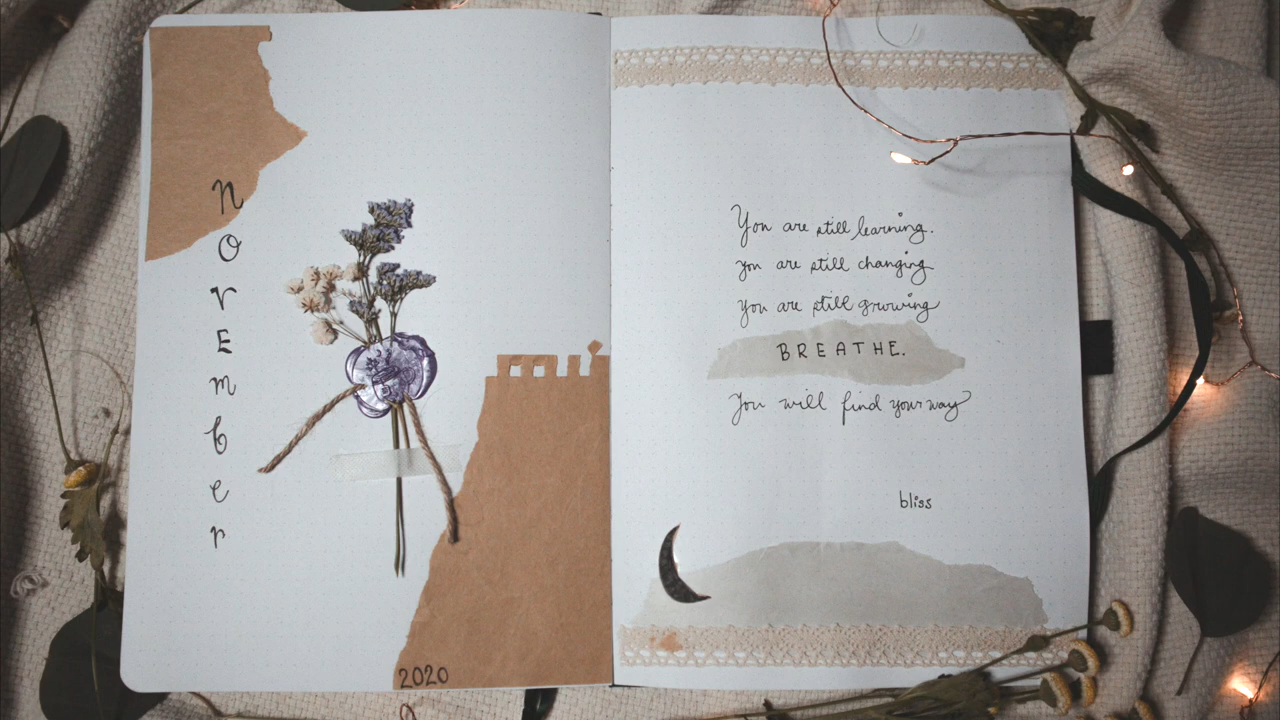 November
2020
You are still learning.
you are still changing
you are still growing
BREATHE.
You will find your way
bliss